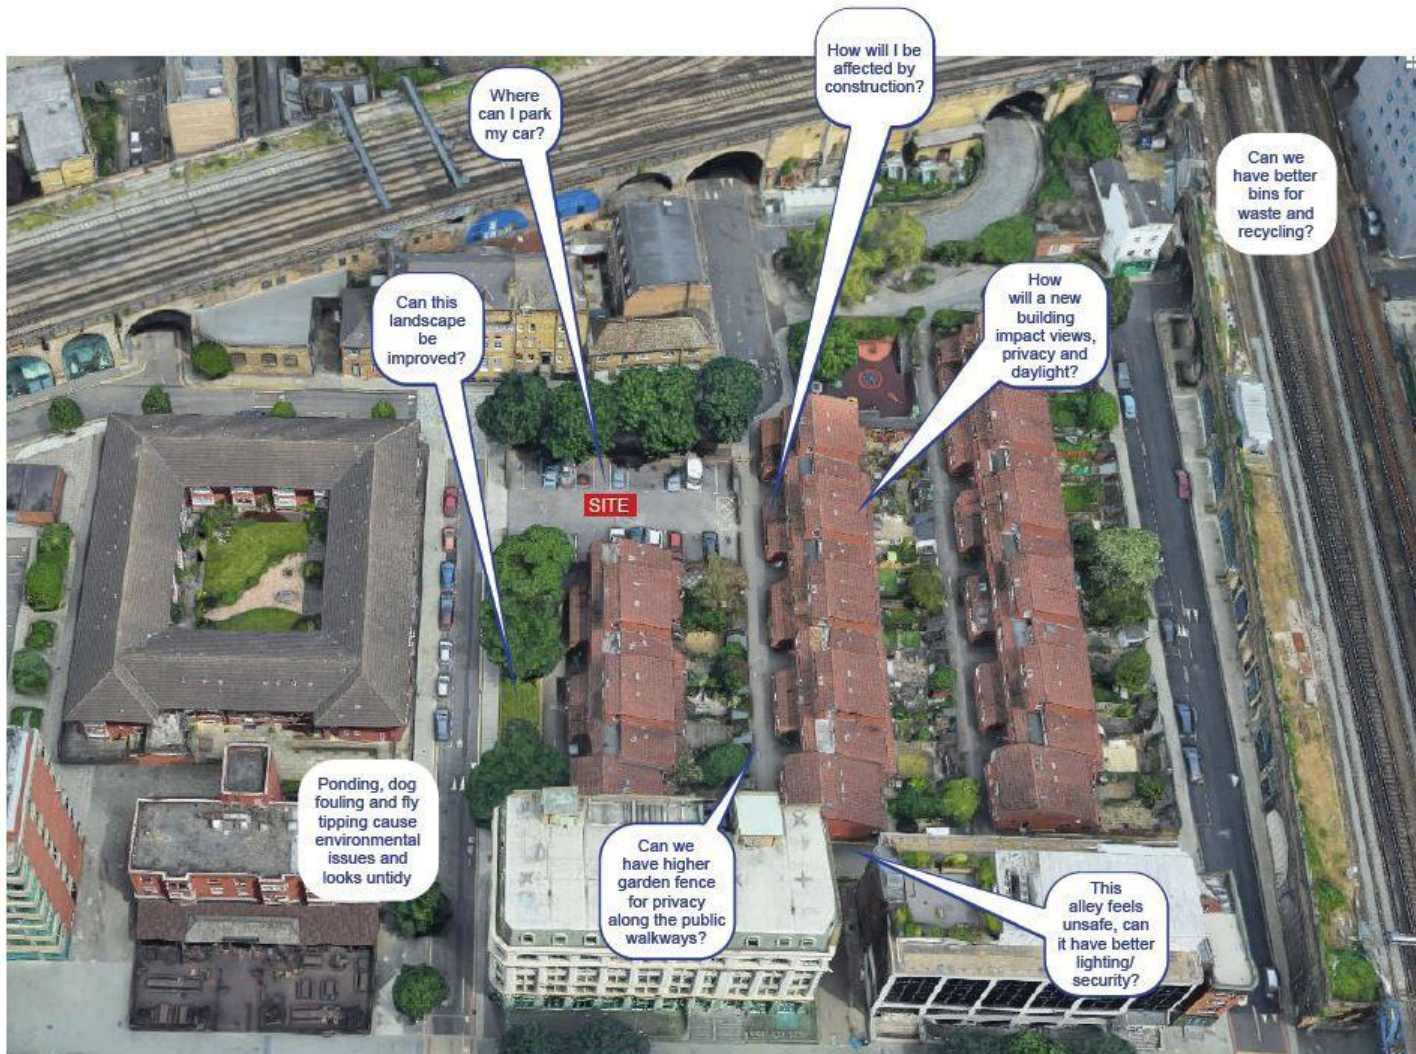 How will I be
affected by
construction?
Where
can I park
my car?
Can we
have better
bins for
waste and
recycling?
Can this
landscape
be
improved?
How
will a new
building
impact views,
privacy and
daylight?
SITE
Ponding, dog
fouling and fly
tipping cause
environmental
issues and
looks untidy
Can we
have higher
garden fence
for privacy
along the public
walkways?
This
alley feels
unsafe, can
it have better
lighting/
security?